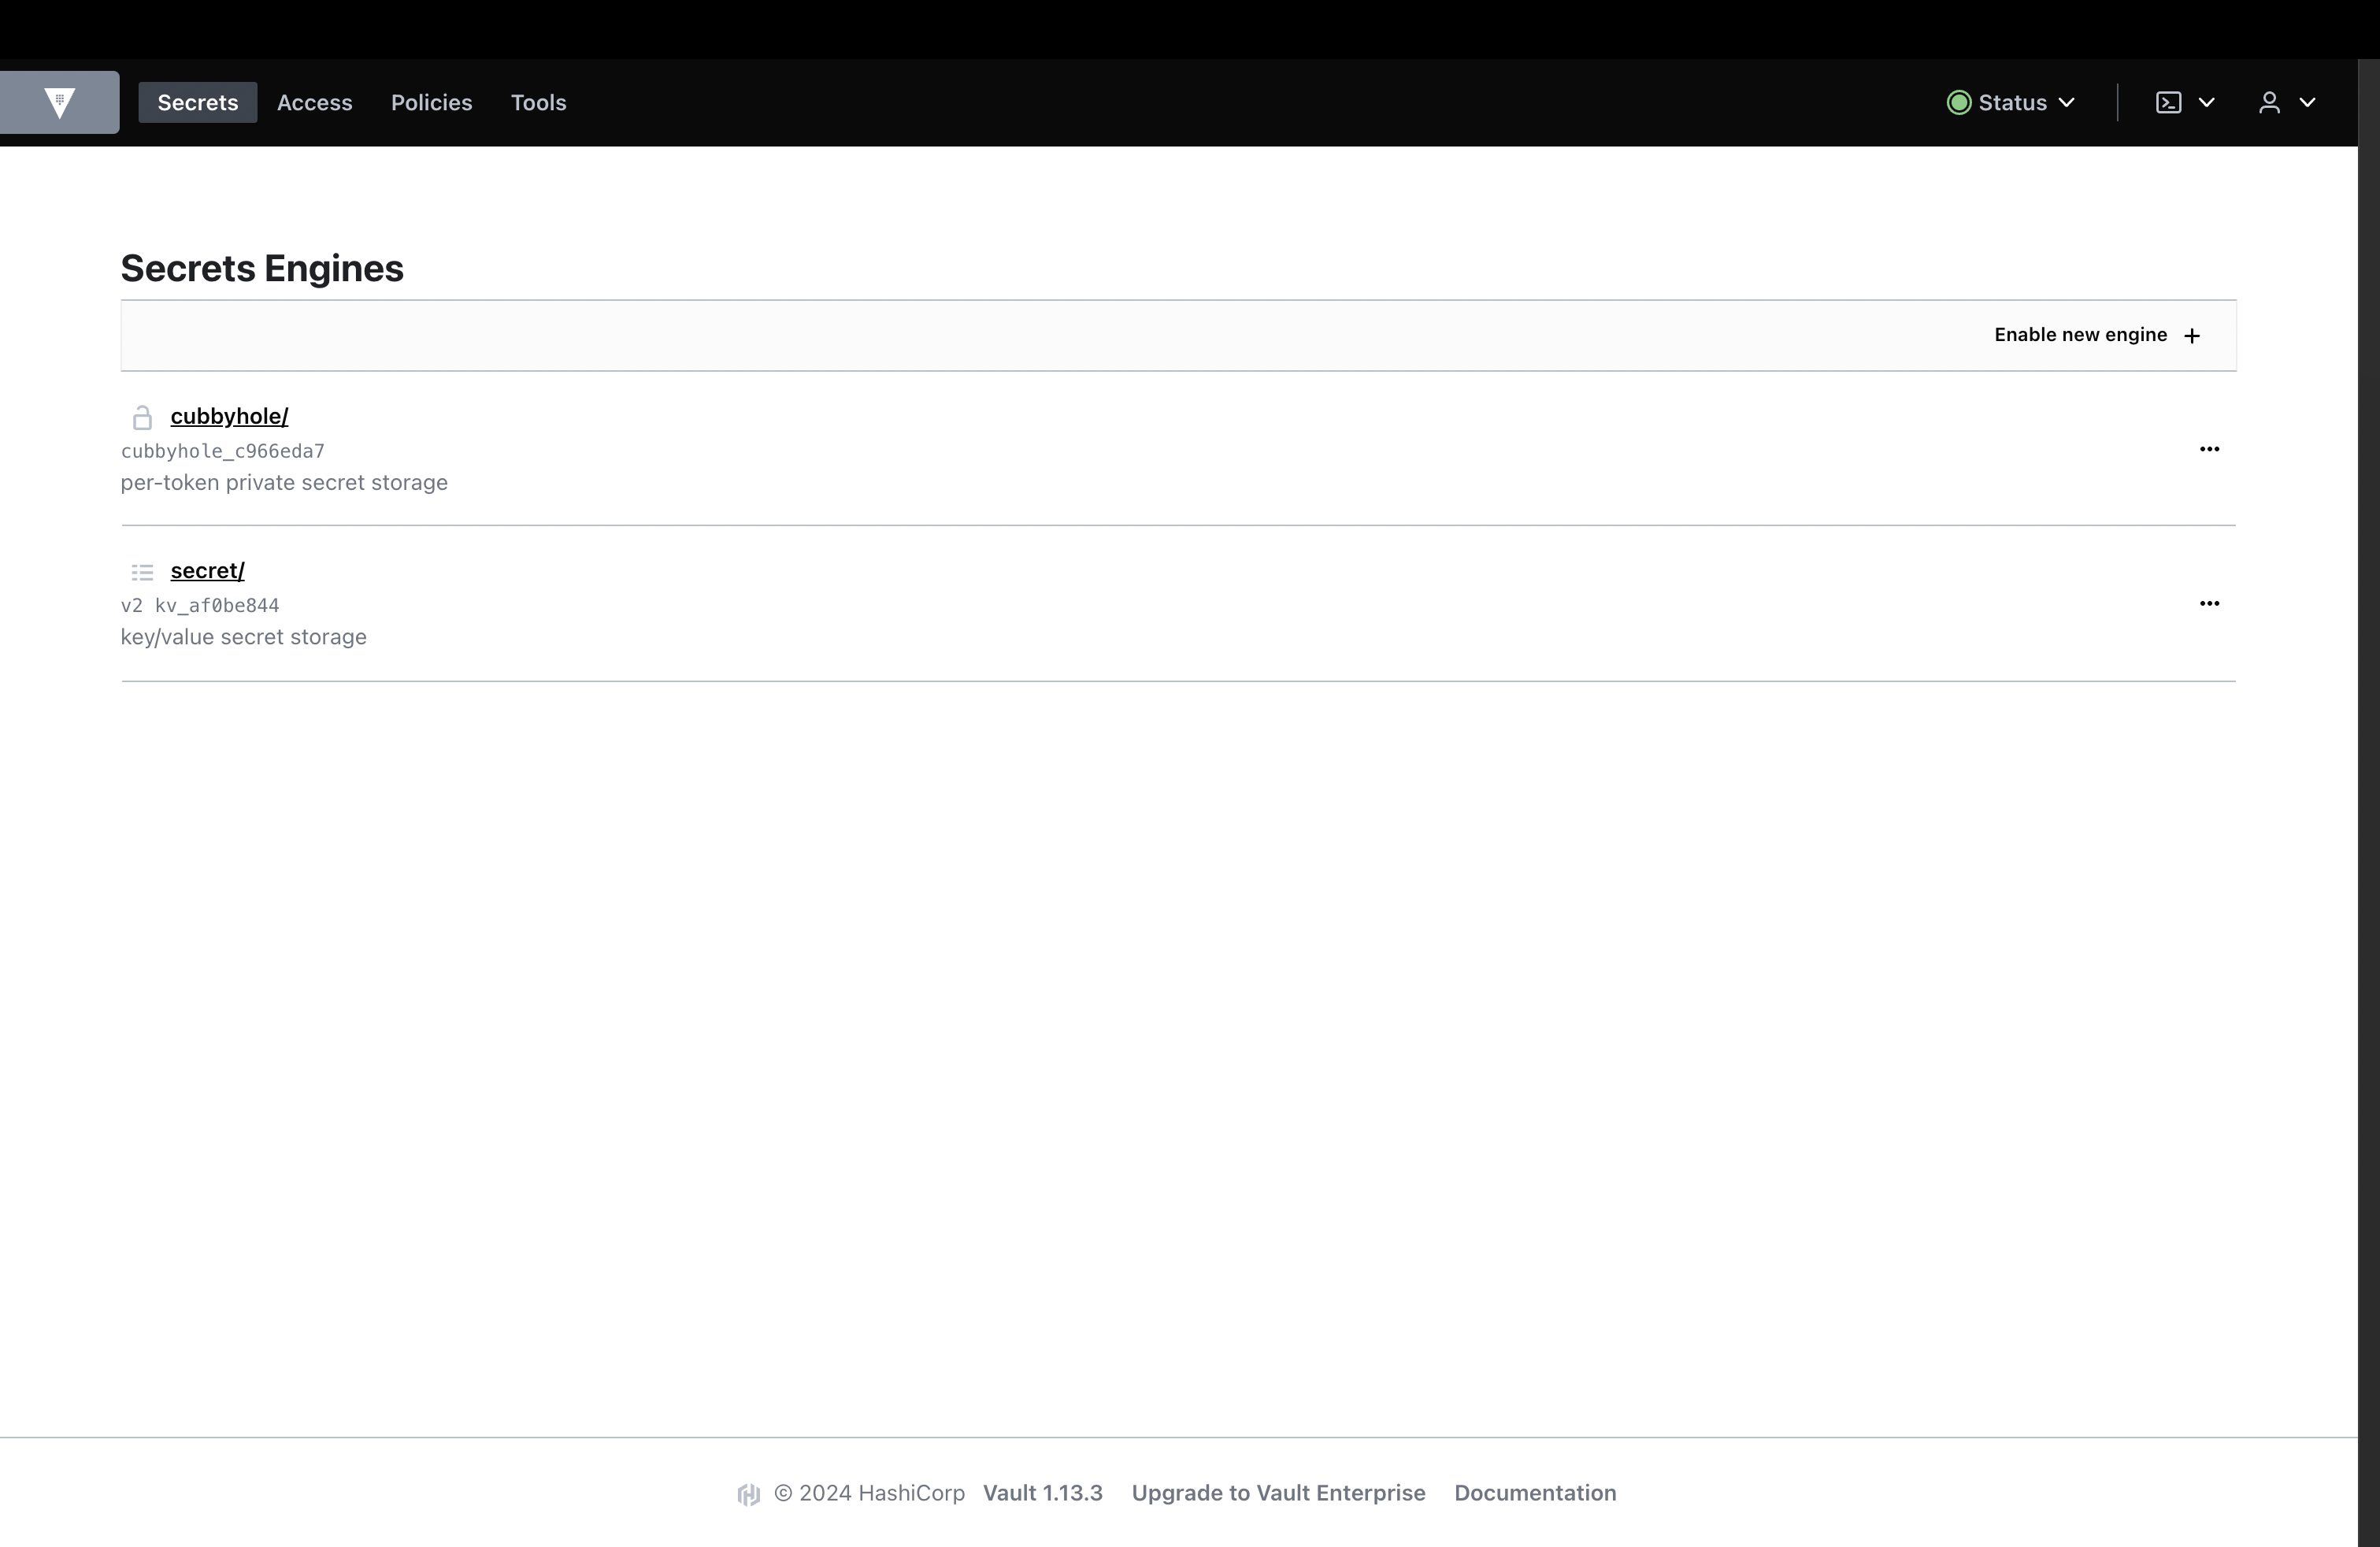 Secrets Access Policies Tools Status
Secrets Engines
Enable new engine
cubbyhole/
cubbyhole_c966eda7
per-token private secret storage
secret/
v2 kv_af0be844
key/value secret storage
© 2024 HashiCorp Vault 1.13.3 Upgrade to Vault Enterprise Documentation